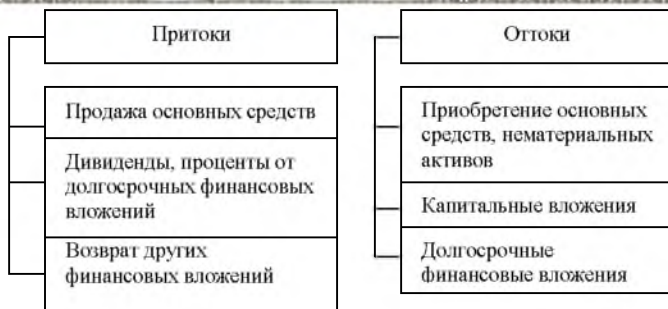 Притоки
Продажа основных средств
Дивиденды, проценты от
долгосрочных финансовых
вложений
Возврат других
финансовых вложений
Оттоки
Приобретение основных
средств, нематериальных
активов
Капитальные вложения
Долгосрочные
финансовые вложения